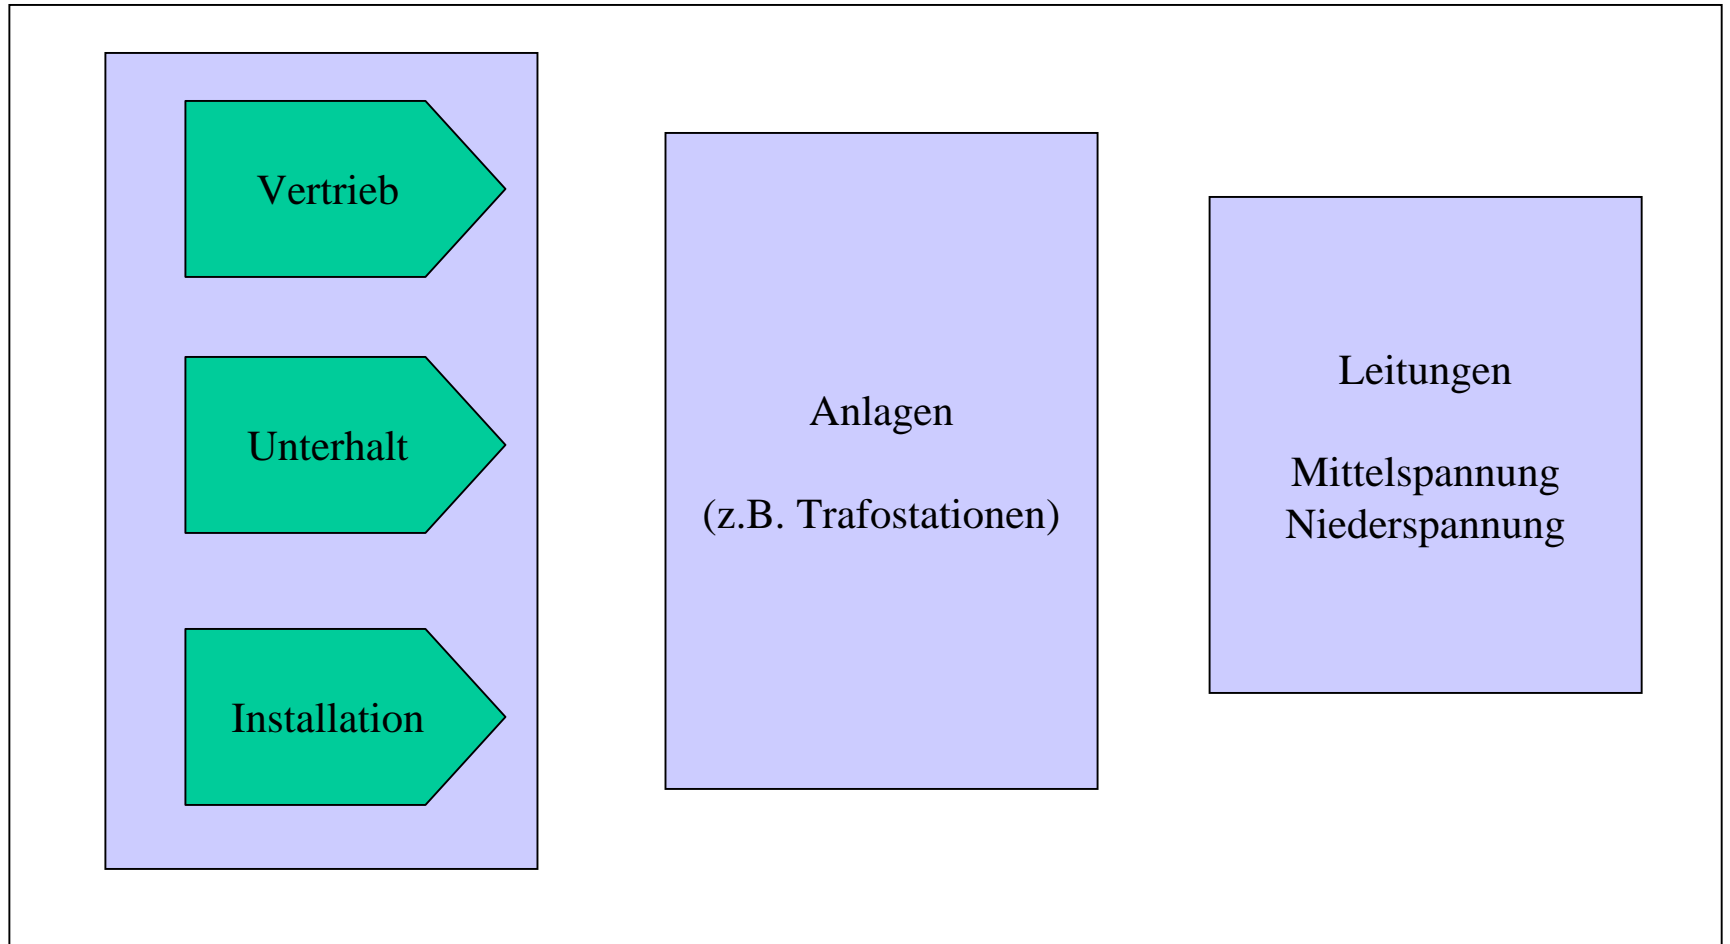 Vertrieb
Unterhalt
Installation
Anlagen
(z.B. Trafostationen)
Leitungen
Mittelspannung
Niederspannung